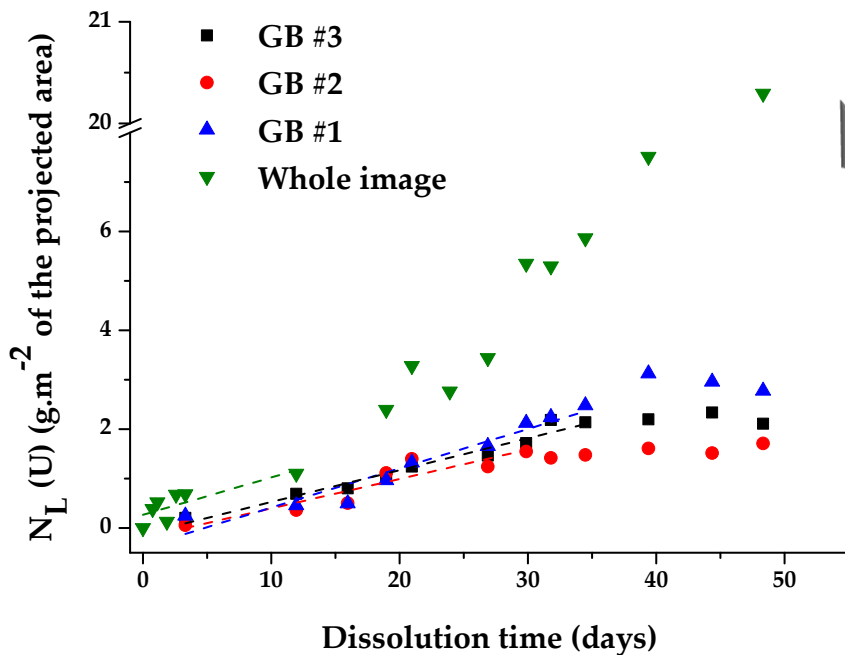 21
20
6
4
2
0
N_L (U) (g.m^-2 of the projected area)
GB #3
GB #2
GB #1
Whole image
0 10 20 30 40 50
Dissolution time (days)